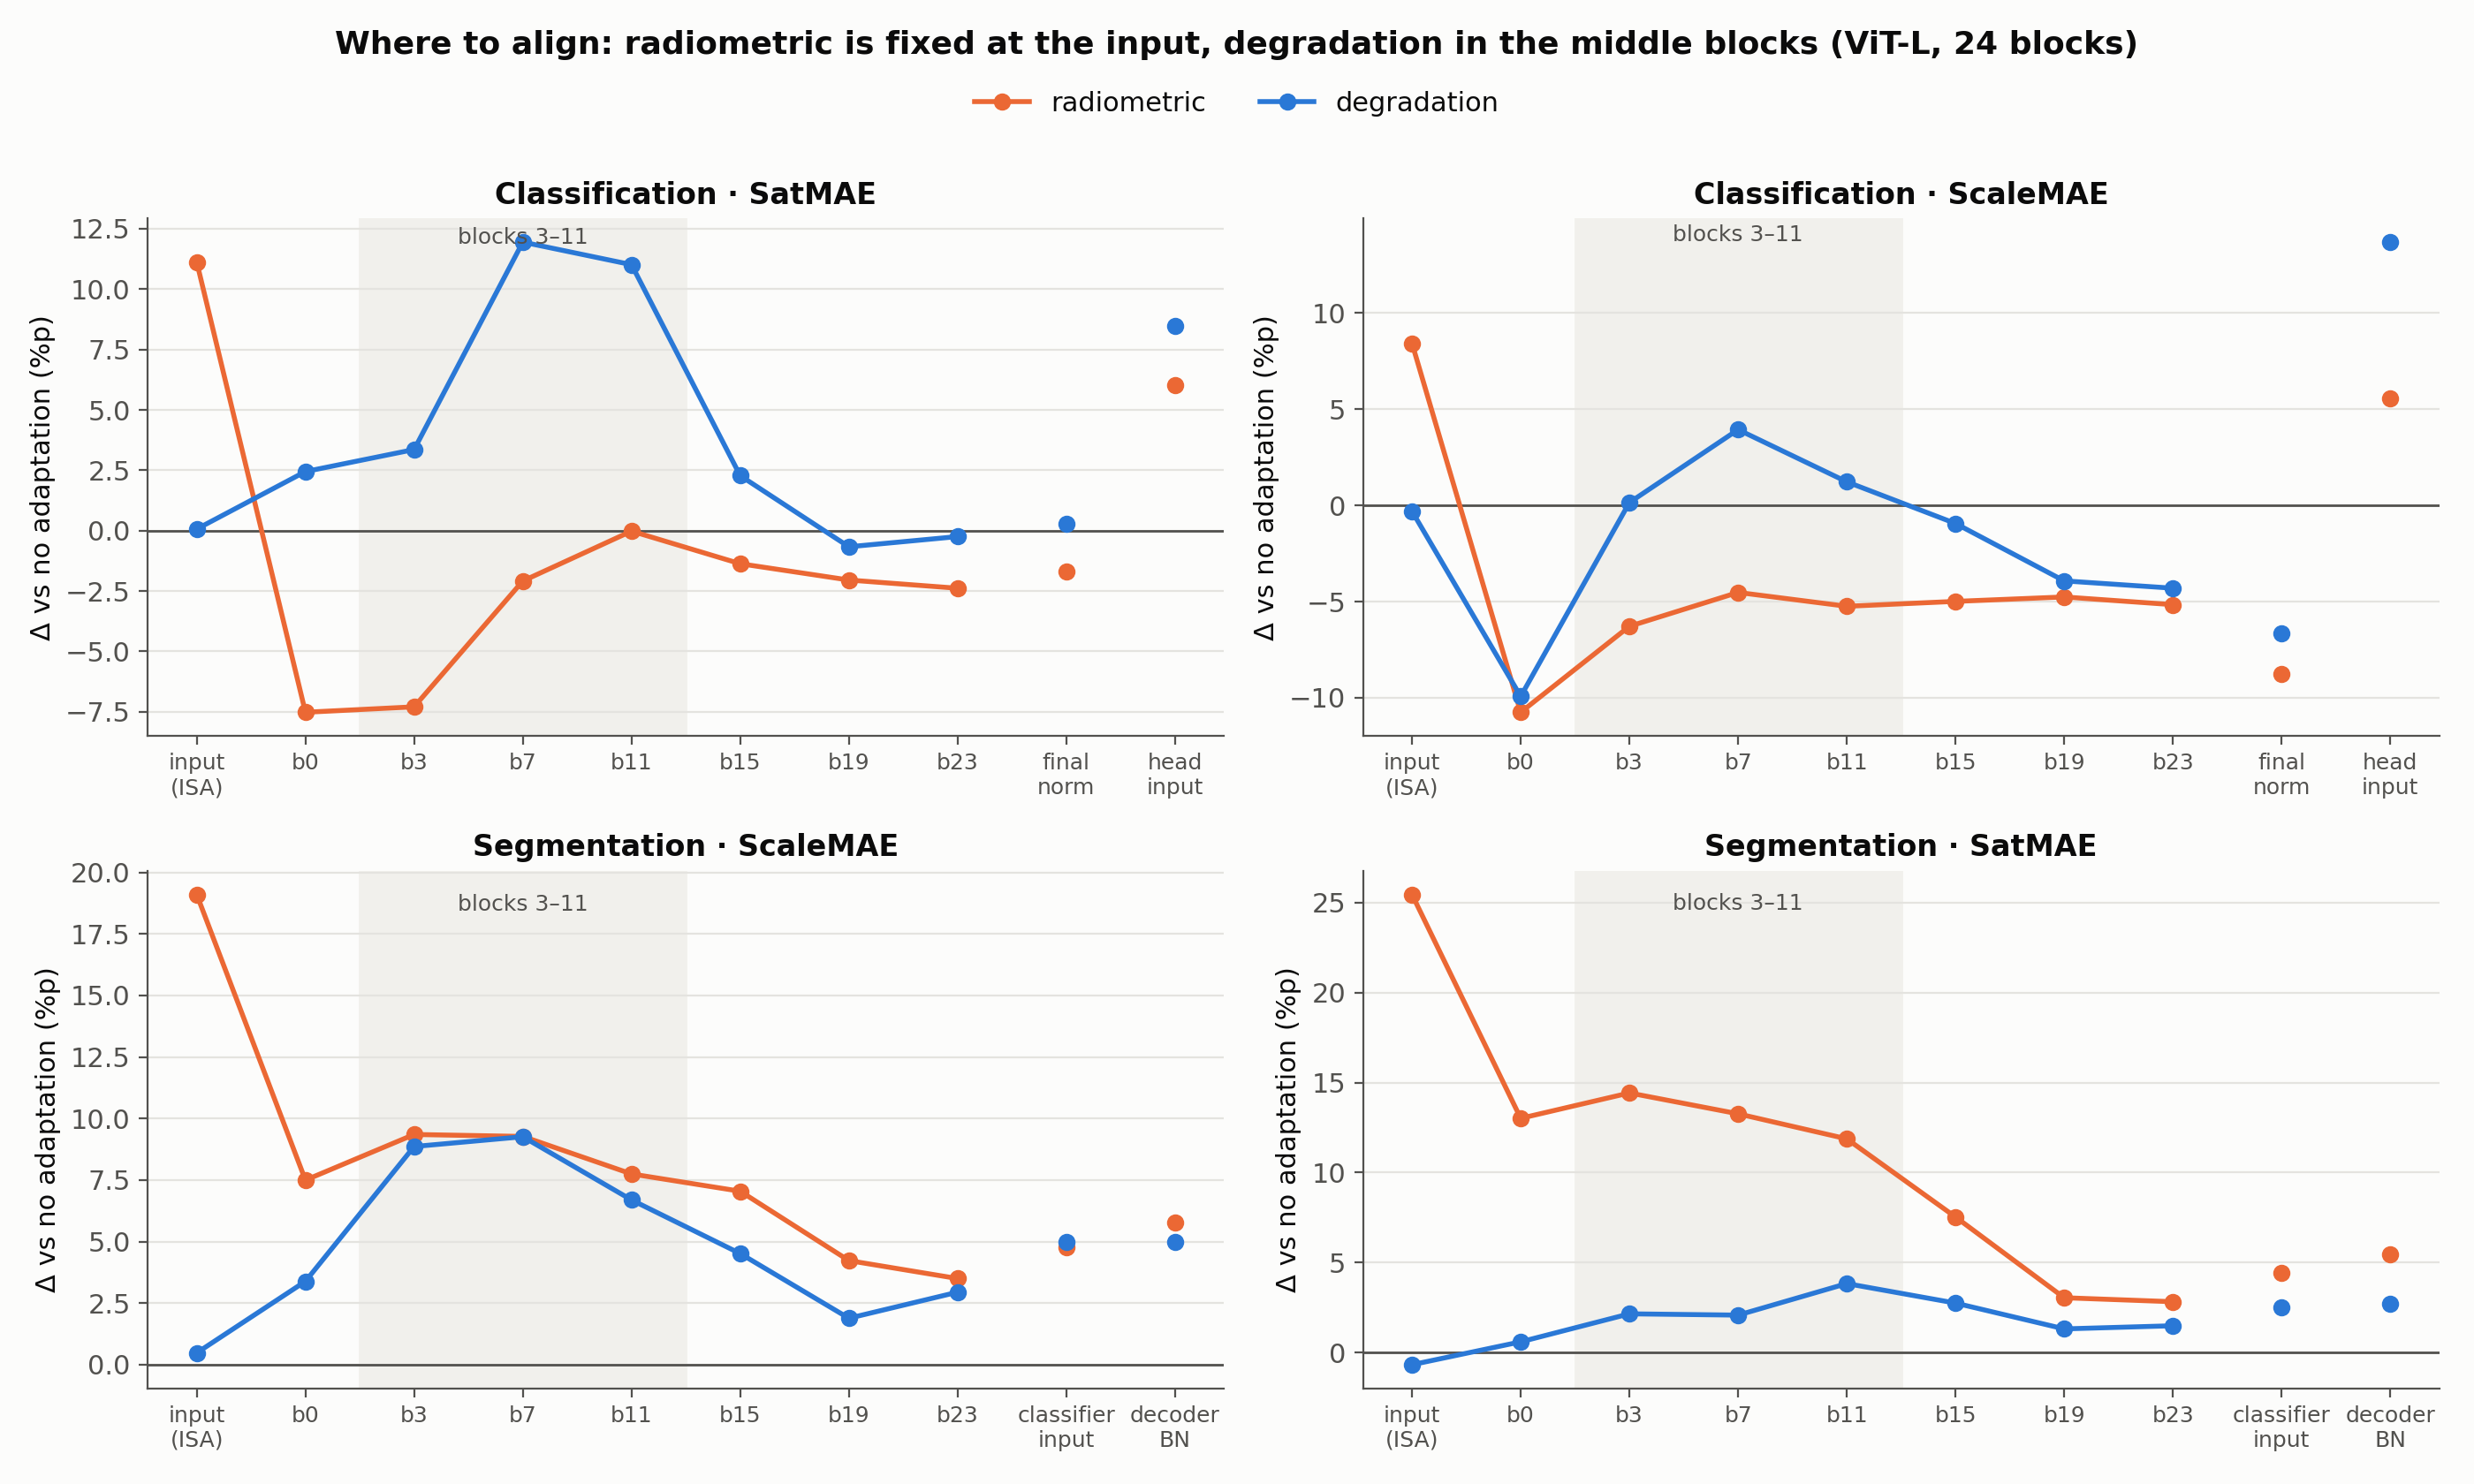 Where to align: radiometric is fixed at the input, degradation in the middle blocks (ViT-L, 24 blocks)
radiometric
degradation
Classification · SatMAE
Δ vs no adaptation (%p)
12.5
10.0
7.5
5.0
2.5
0.0
−2.5
−5.0
−7.5
blocks 3–11
input (ISA)
b0
b3
b7
b11
b15
b19
b23
final norm
head input
Classification · ScaleMAE
Δ vs no adaptation (%p)
10
5
0
−5
−10
blocks 3–11
input (ISA)
b0
b3
b7
b11
b15
b19
b23
final norm
head input
Segmentation · ScaleMAE
Δ vs no adaptation (%p)
20.0
17.5
15.0
12.5
10.0
7.5
5.0
2.5
0.0
blocks 3–11
input (ISA)
b0
b3
b7
b11
b15
b19
b23
classifier input
decoder BN
Segmentation · SatMAE
Δ vs no adaptation (%p)
25
20
15
10
5
0
blocks 3–11
input (ISA)
b0
b3
b7
b11
b15
b19
b23
classifier input
decoder BN